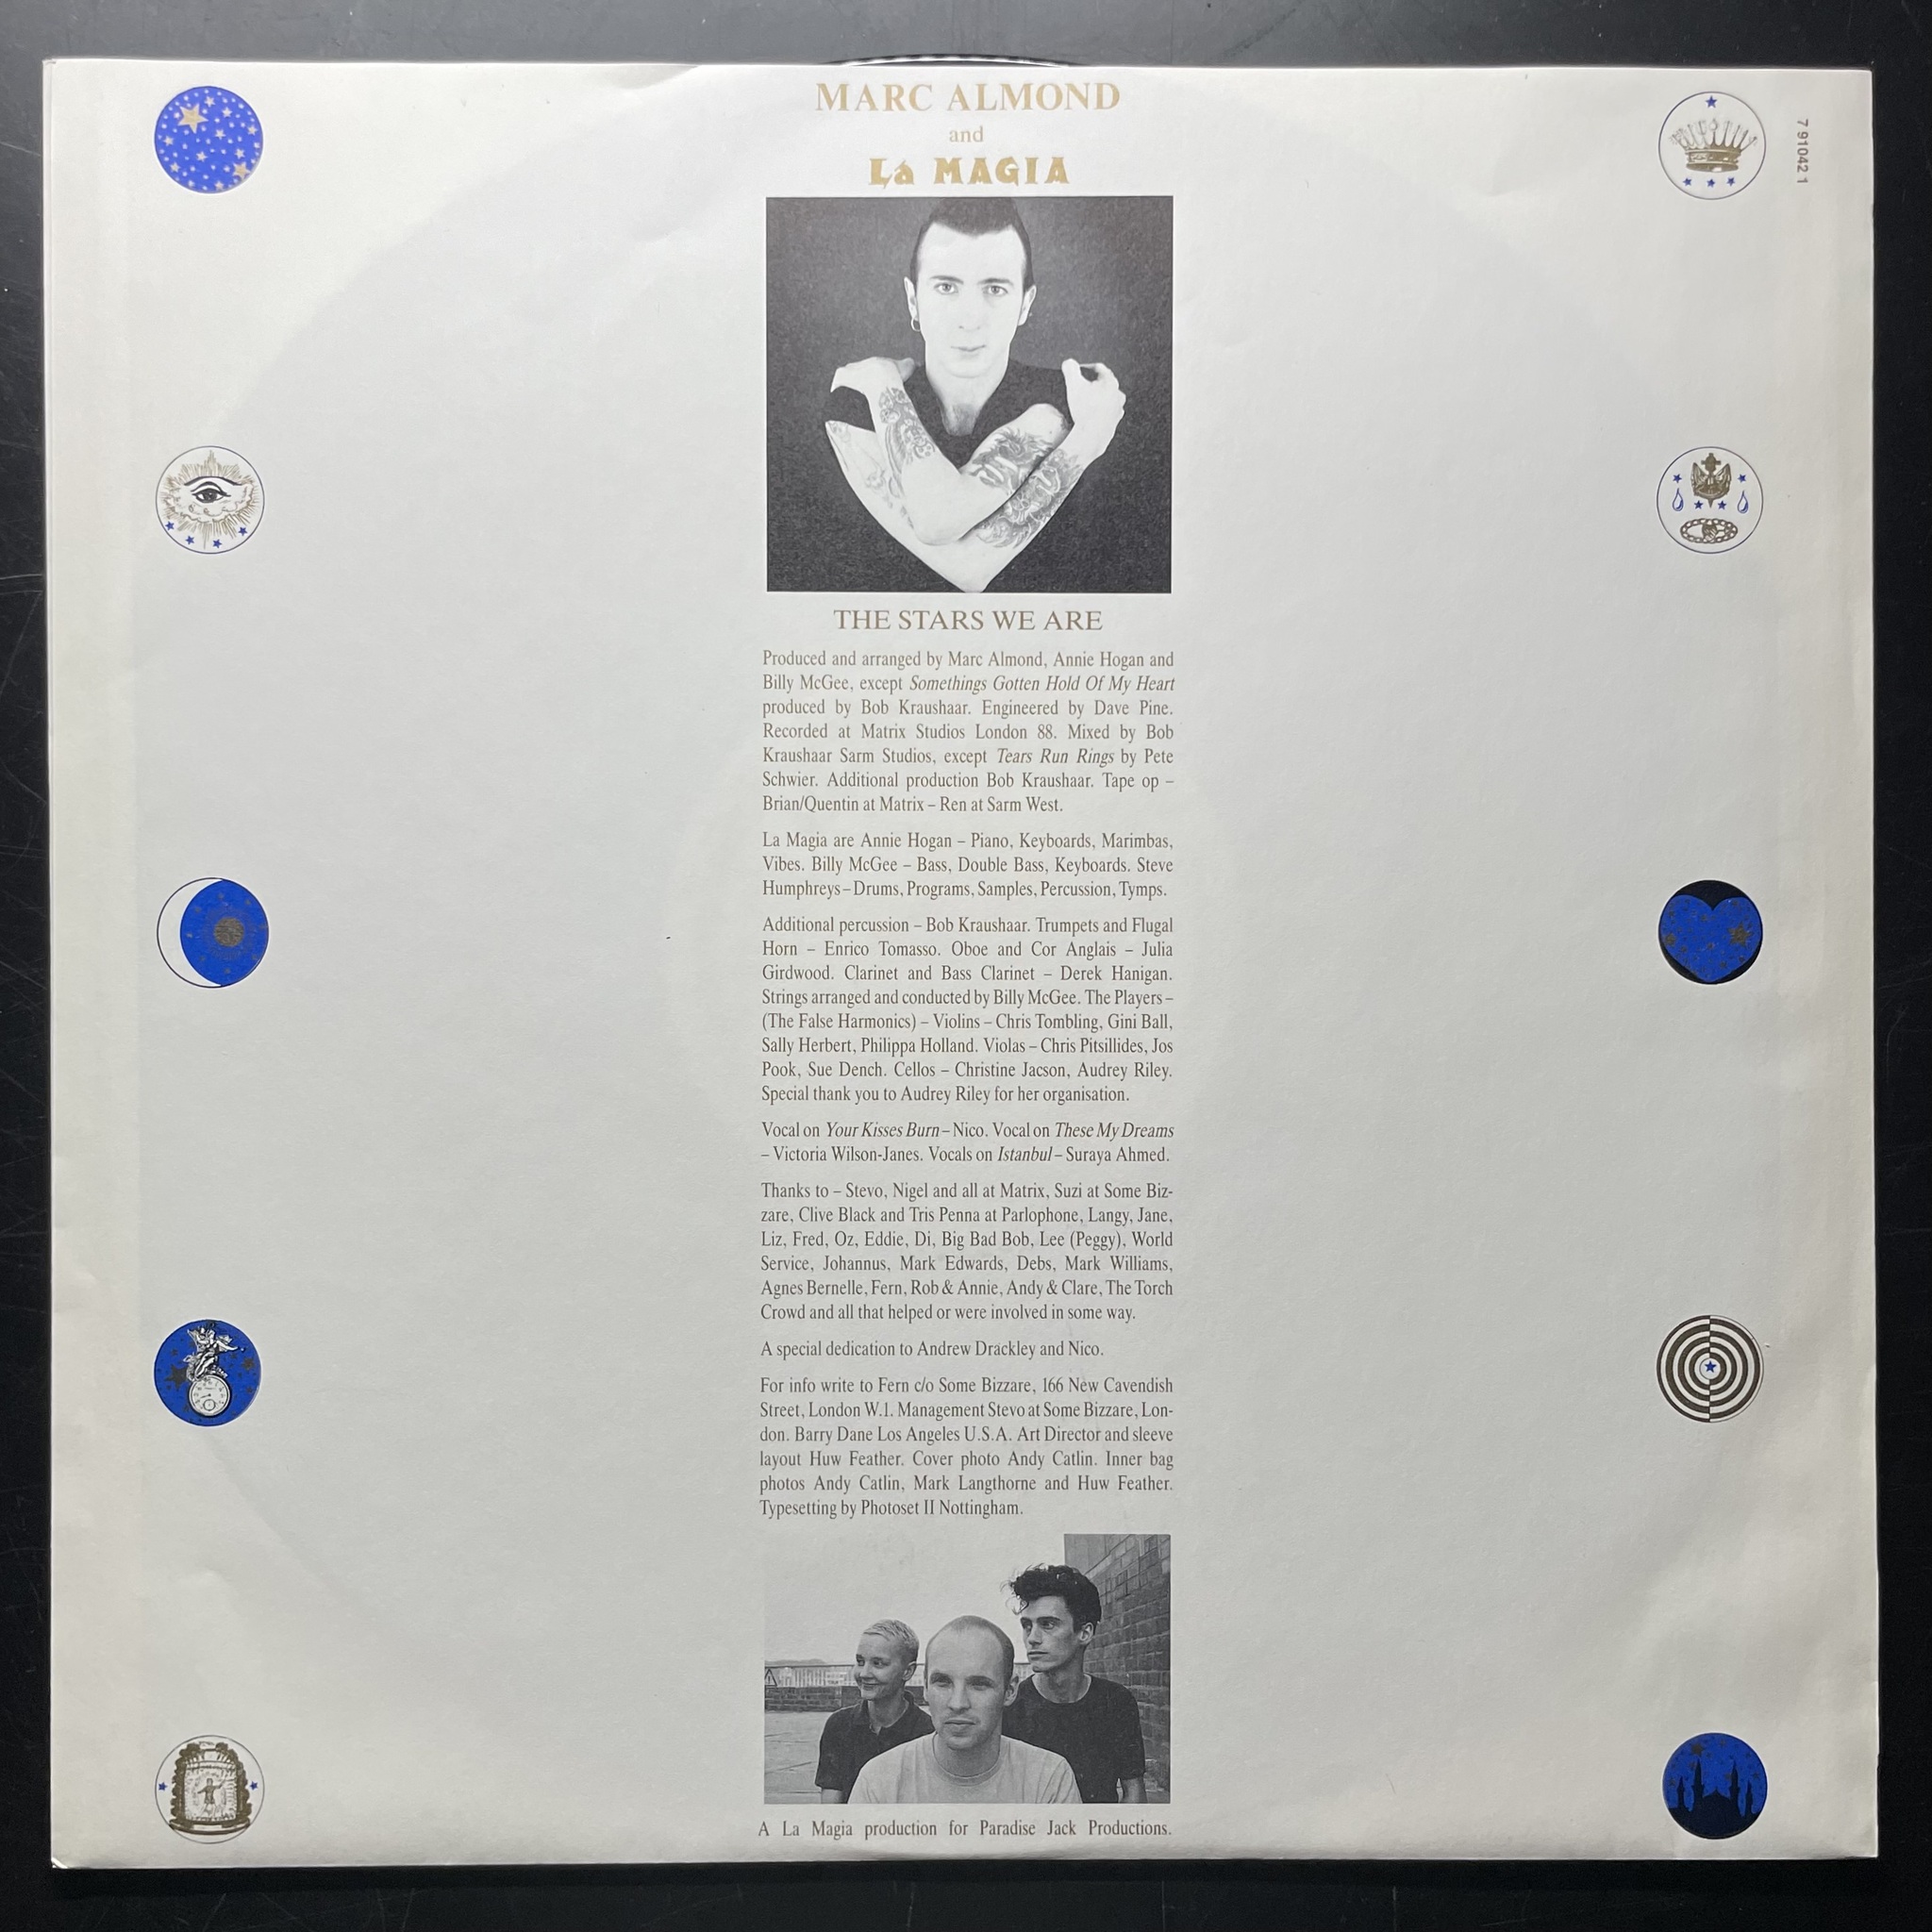 MARC ALMOND
and
La MAGIA
7 91042 1
THE STARS WE ARE
Produced and arranged by Marc Almond, Annie Hogan and
Billy McGee, except Somethings Gotten Hold Of My Heart
produced by Bob Kraushaar. Engineered by Dave Pine.
Recorded at Matrix Studios London 88. Mixed by Bob
Kraushaar Sarm Studios, except Tears Run Rings by Pete
Schwier. Additional production Bob Kraushaar. Tape op –
Brian/Quentin at Matrix – Ren at Sarm West.
La Magia are Annie Hogan – Piano, Keyboards, Marimbas,
Vibes. Billy McGee – Bass, Double Bass, Keyboards. Steve
Humphreys – Drums, Programs, Samples, Percussion, Tymps.
Additional percussion – Bob Kraushaar. Trumpets and Flugal
Horn – Enrico Tomasso. Oboe and Cor Anglais – Julia
Girdwood. Clarinet and Bass Clarinet – Derek Hanigan.
Strings arranged and conducted by Billy McGee. The Players –
(The False Harmonics) – Violins – Chris Tombling, Gini Ball,
Sally Herbert, Philippa Holland. Violas – Chris Pitsillides, Jos
Pook, Sue Dench. Cellos – Christine Jacson, Audrey Riley.
Special thank you to Audrey Riley for her organisation.
Vocal on Your Kisses Burn – Nico. Vocal on These My Dreams
– Victoria Wilson-Janes. Vocals on Istanbul – Suraya Ahmed.
Thanks to – Stevo, Nigel and all at Matrix, Suzi at Some Biz-
zare, Clive Black and Tris Penna at Parlophone, Langy, Jane,
Liz, Fred, Oz, Eddie, Di, Big Bad Bob, Lee (Peggy), World
Service, Johannus, Mark Edwards, Debs, Mark Williams,
Agnes Bernelle, Fern, Rob & Annie, Andy & Clare, The Torch
Crowd and all that helped or were involved in some way.
A special dedication to Andrew Drackley and Nico.
For info write to Fern c/o Some Bizzare, 166 New Cavendish
Street, London W.1. Management Stevo at Some Bizzare, Lon-
don. Barry Dane Los Angeles U.S.A. Art Director and sleeve
layout Huw Feather. Cover photo Andy Catlin. Inner bag
photos Andy Catlin, Mark Langthorne and Huw Feather.
Typesetting by Photoset II Nottingham.
A La Magia production for Paradise Jack Productions.